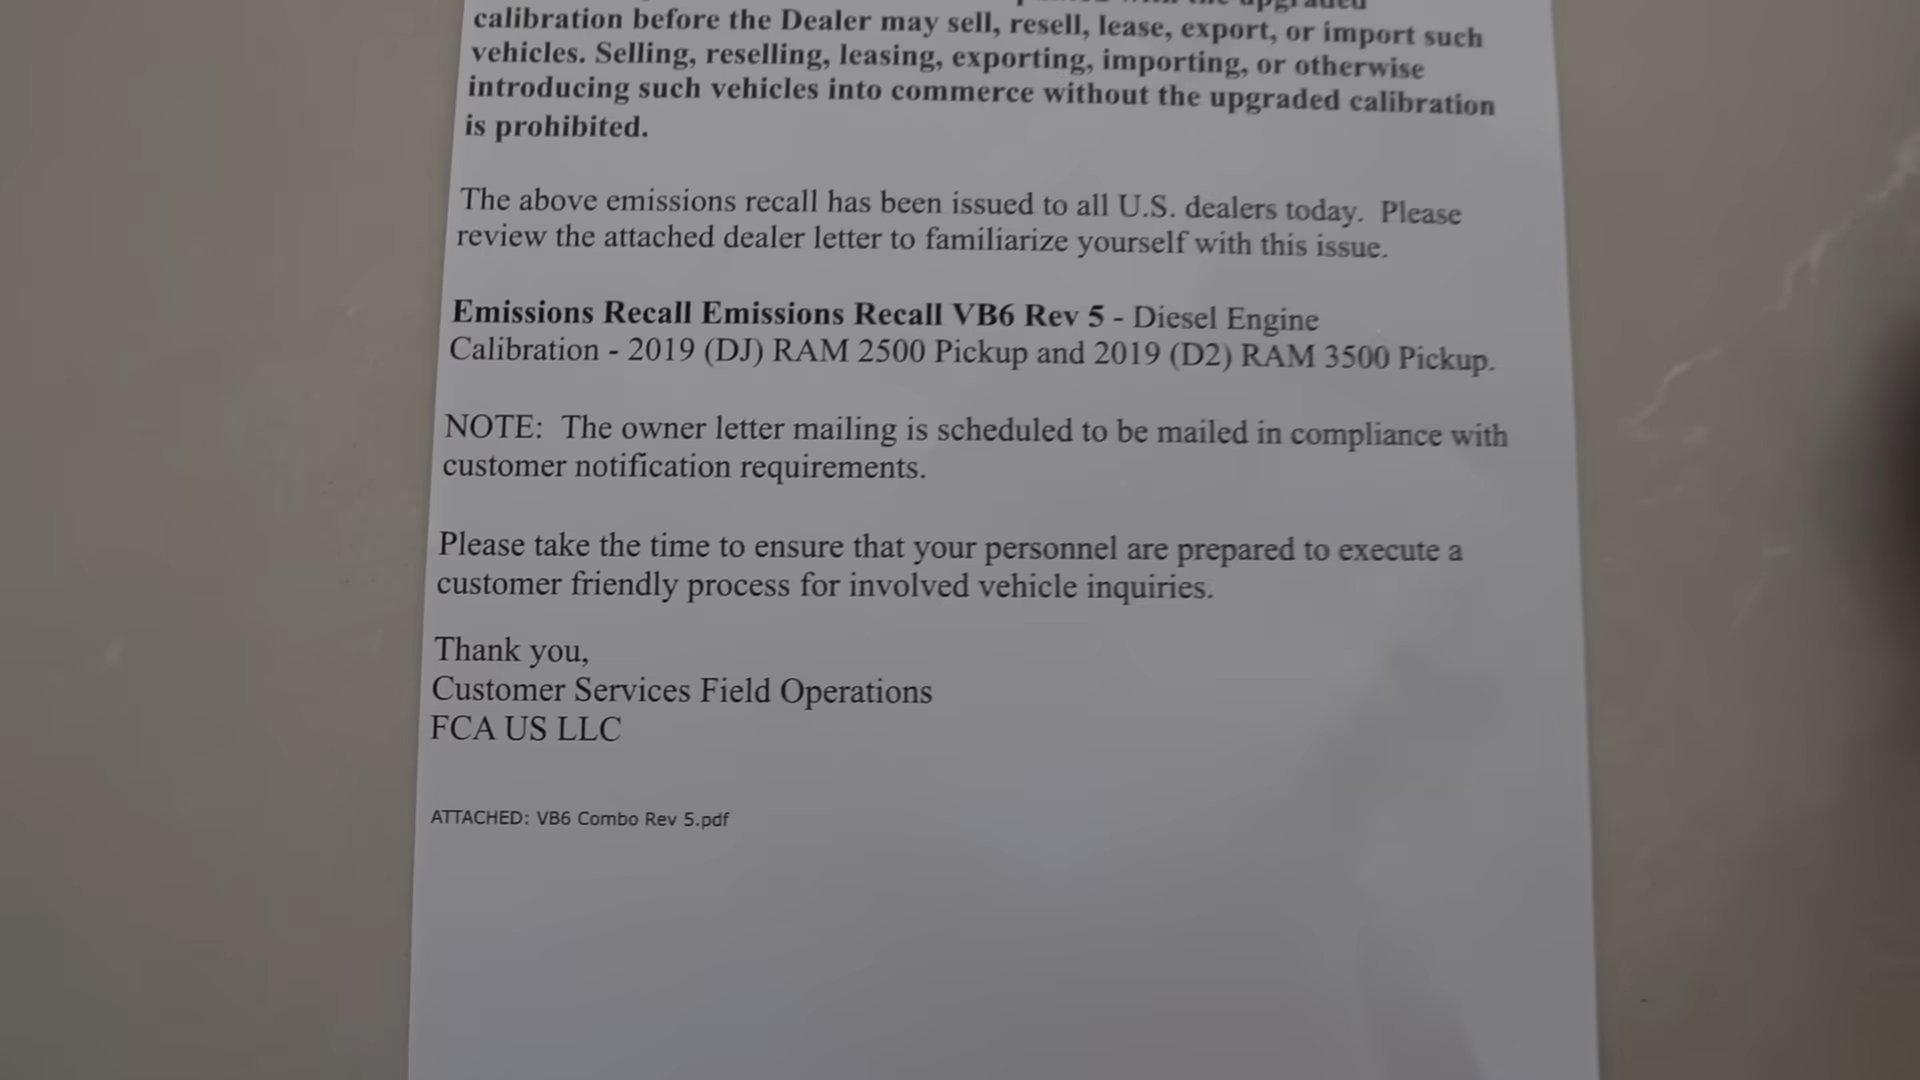 upgraded
calibration before the Dealer may sell, resell, lease, export, or import such
vehicles. Selling, reselling, leasing, exporting, importing, or otherwise
introducing such vehicles into commerce without the upgraded calibration
is prohibited.
The above emissions recall has been issued to all U.S. dealers today. Please
review the attached dealer letter to familiarize yourself with this issue.
Emissions Recall Emissions Recall VB6 Rev 5 - Diesel Engine
Calibration - 2019 (DJ) RAM 2500 Pickup and 2019 (D2) RAM 3500 Pickup.
NOTE: The owner letter mailing is scheduled to be mailed in compliance with
customer notification requirements.
Please take the time to ensure that your personnel are prepared to execute a
customer friendly process for involved vehicle inquiries.
Thank you,
Customer Services Field Operations
FCA US LLC
ATTACHED: VB6 Combo Rev 5.pdf